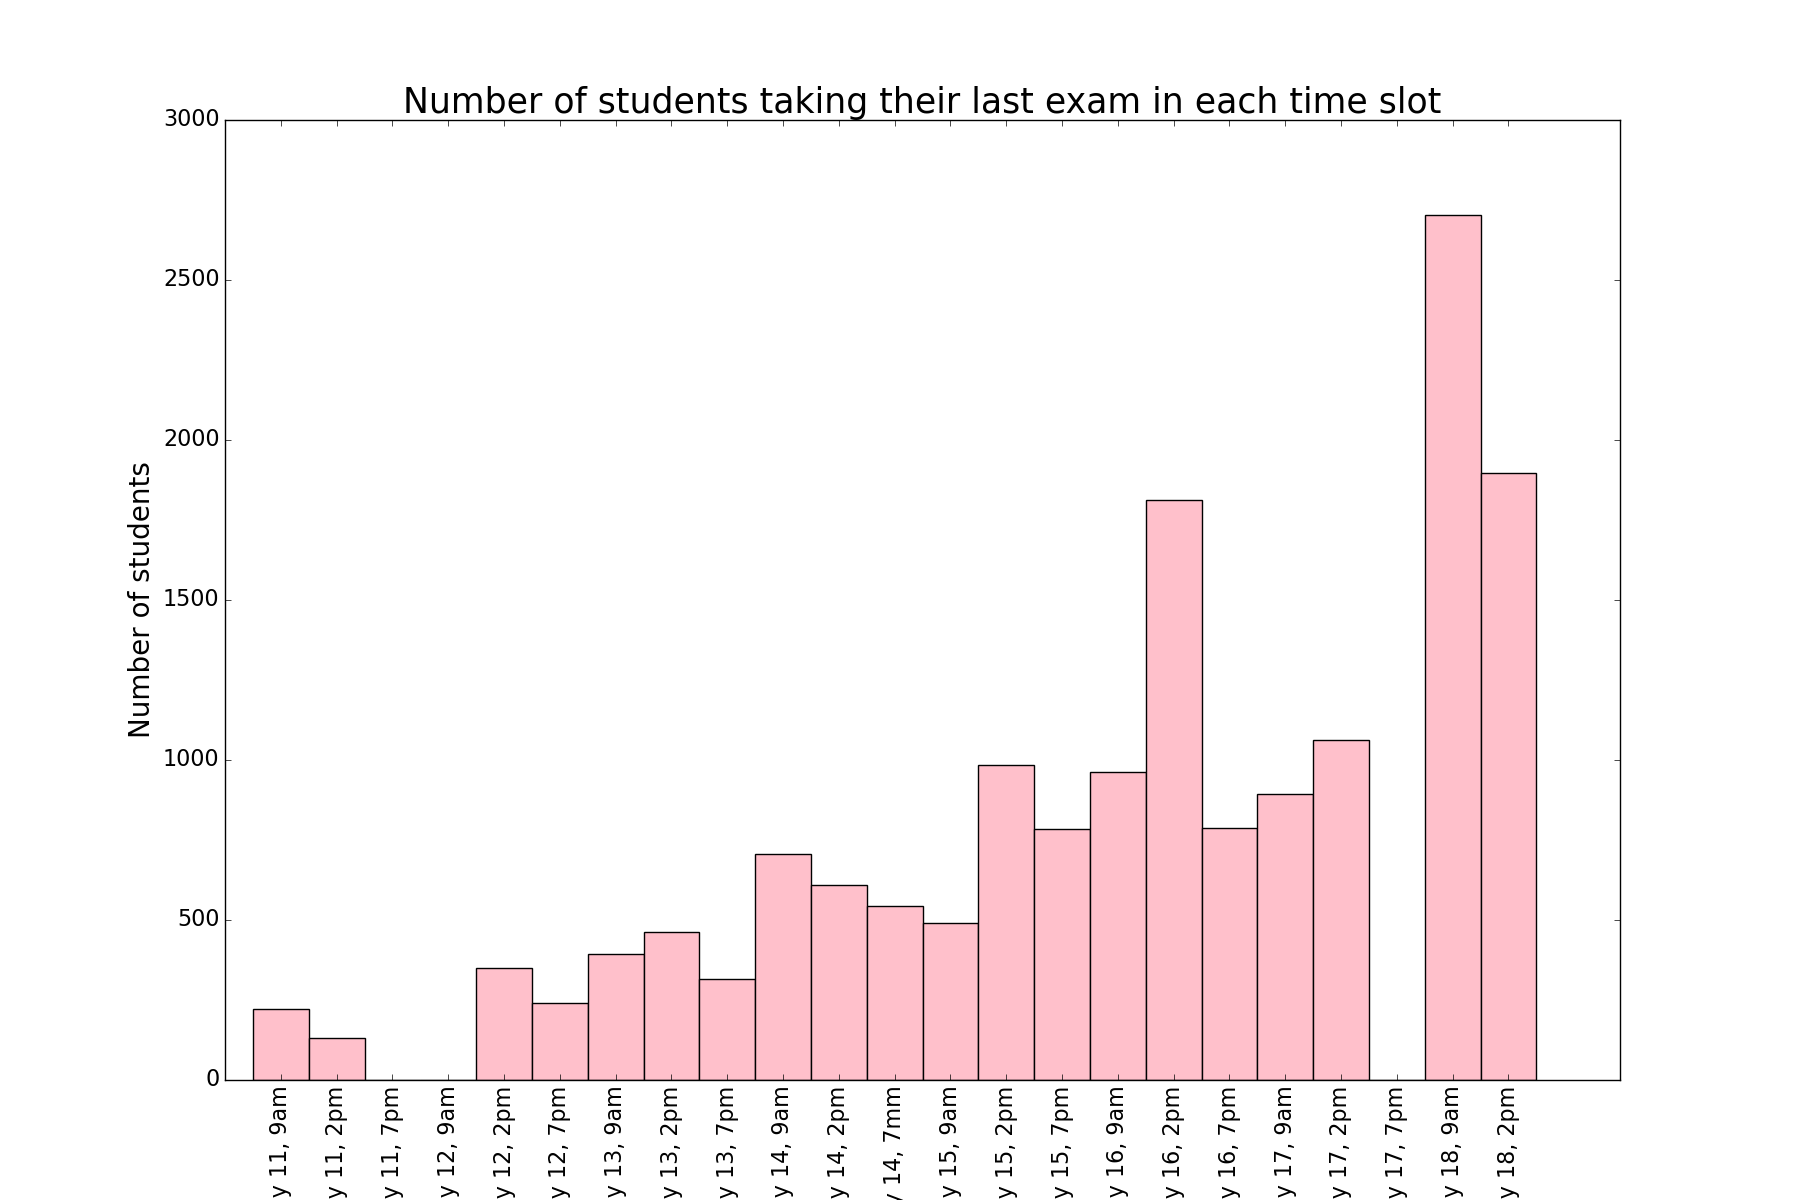 Number of students taking their last exam in each time slot
Number of students
3000
2500
2000
1500
1000
500
0
y 11, 9am
y 11, 2pm
y 11, 7pm
y 12, 9am
y 12, 2pm
y 12, 7pm
y 13, 9am
y 13, 2pm
y 13, 7pm
y 14, 9am
y 14, 2pm
y 14, 7mm
y 15, 9am
y 15, 2pm
y 15, 7pm
y 16, 9am
y 16, 2pm
y 16, 7pm
y 17, 9am
y 17, 2pm
y 17, 7pm
y 18, 9am
y 18, 2pm